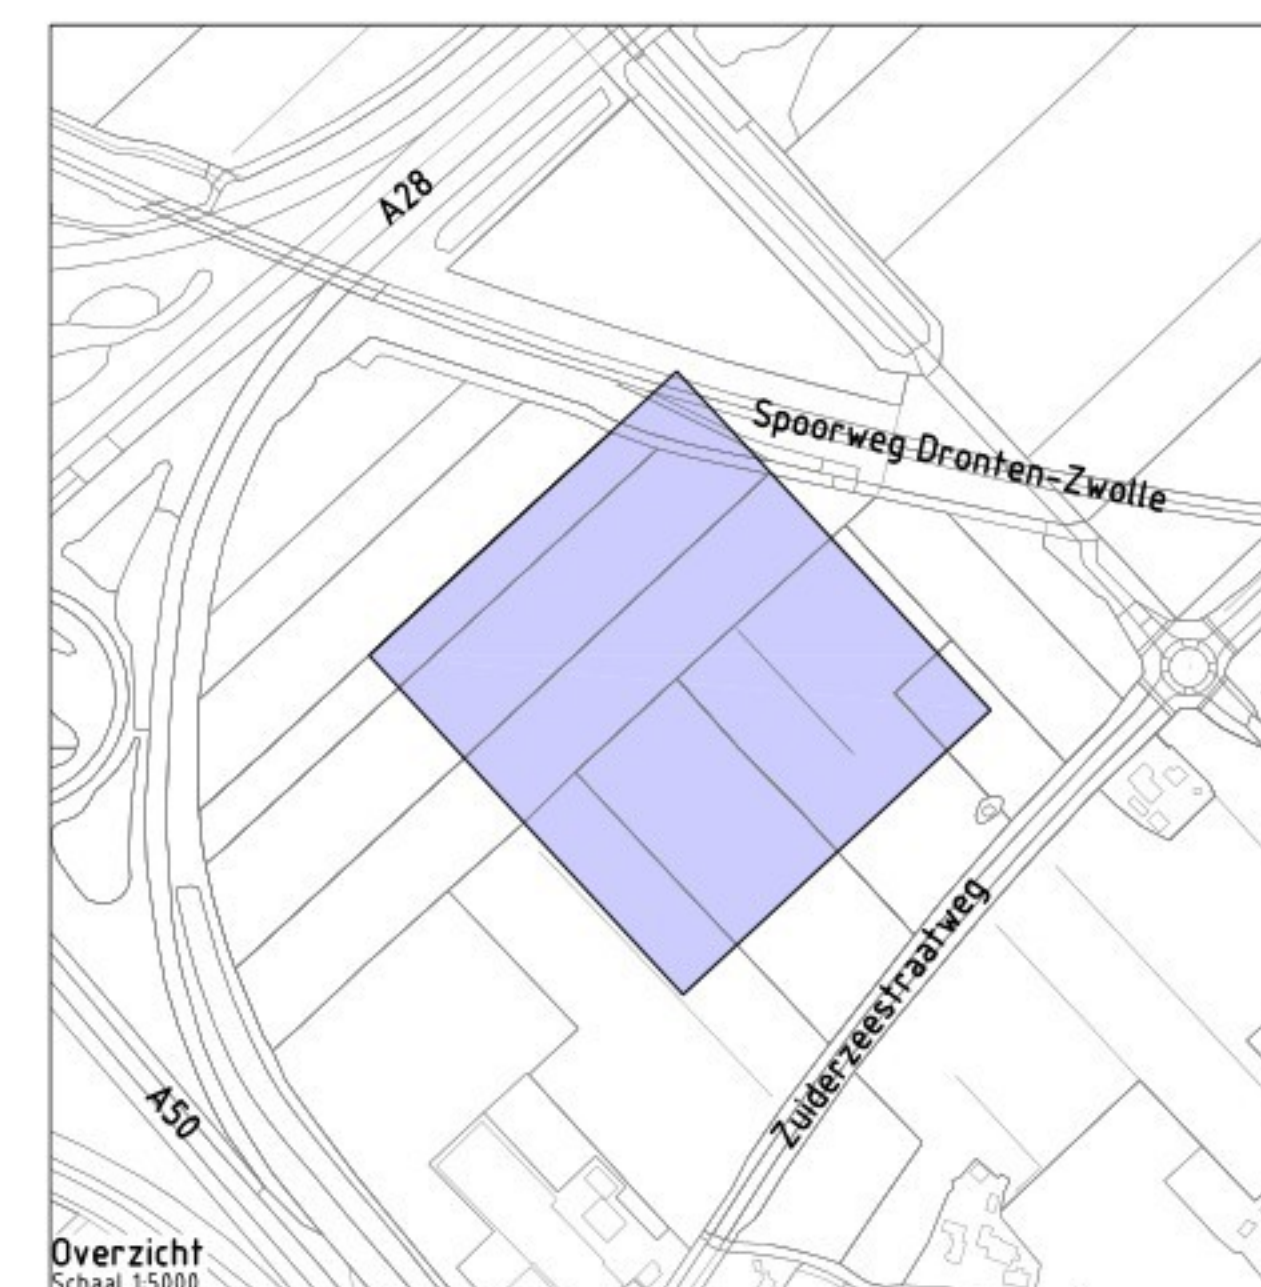 A28
Spoorweg Dronten-Zwolle
Zuiderzeestraatweg
A50
Overzicht
Schaal 1:5000